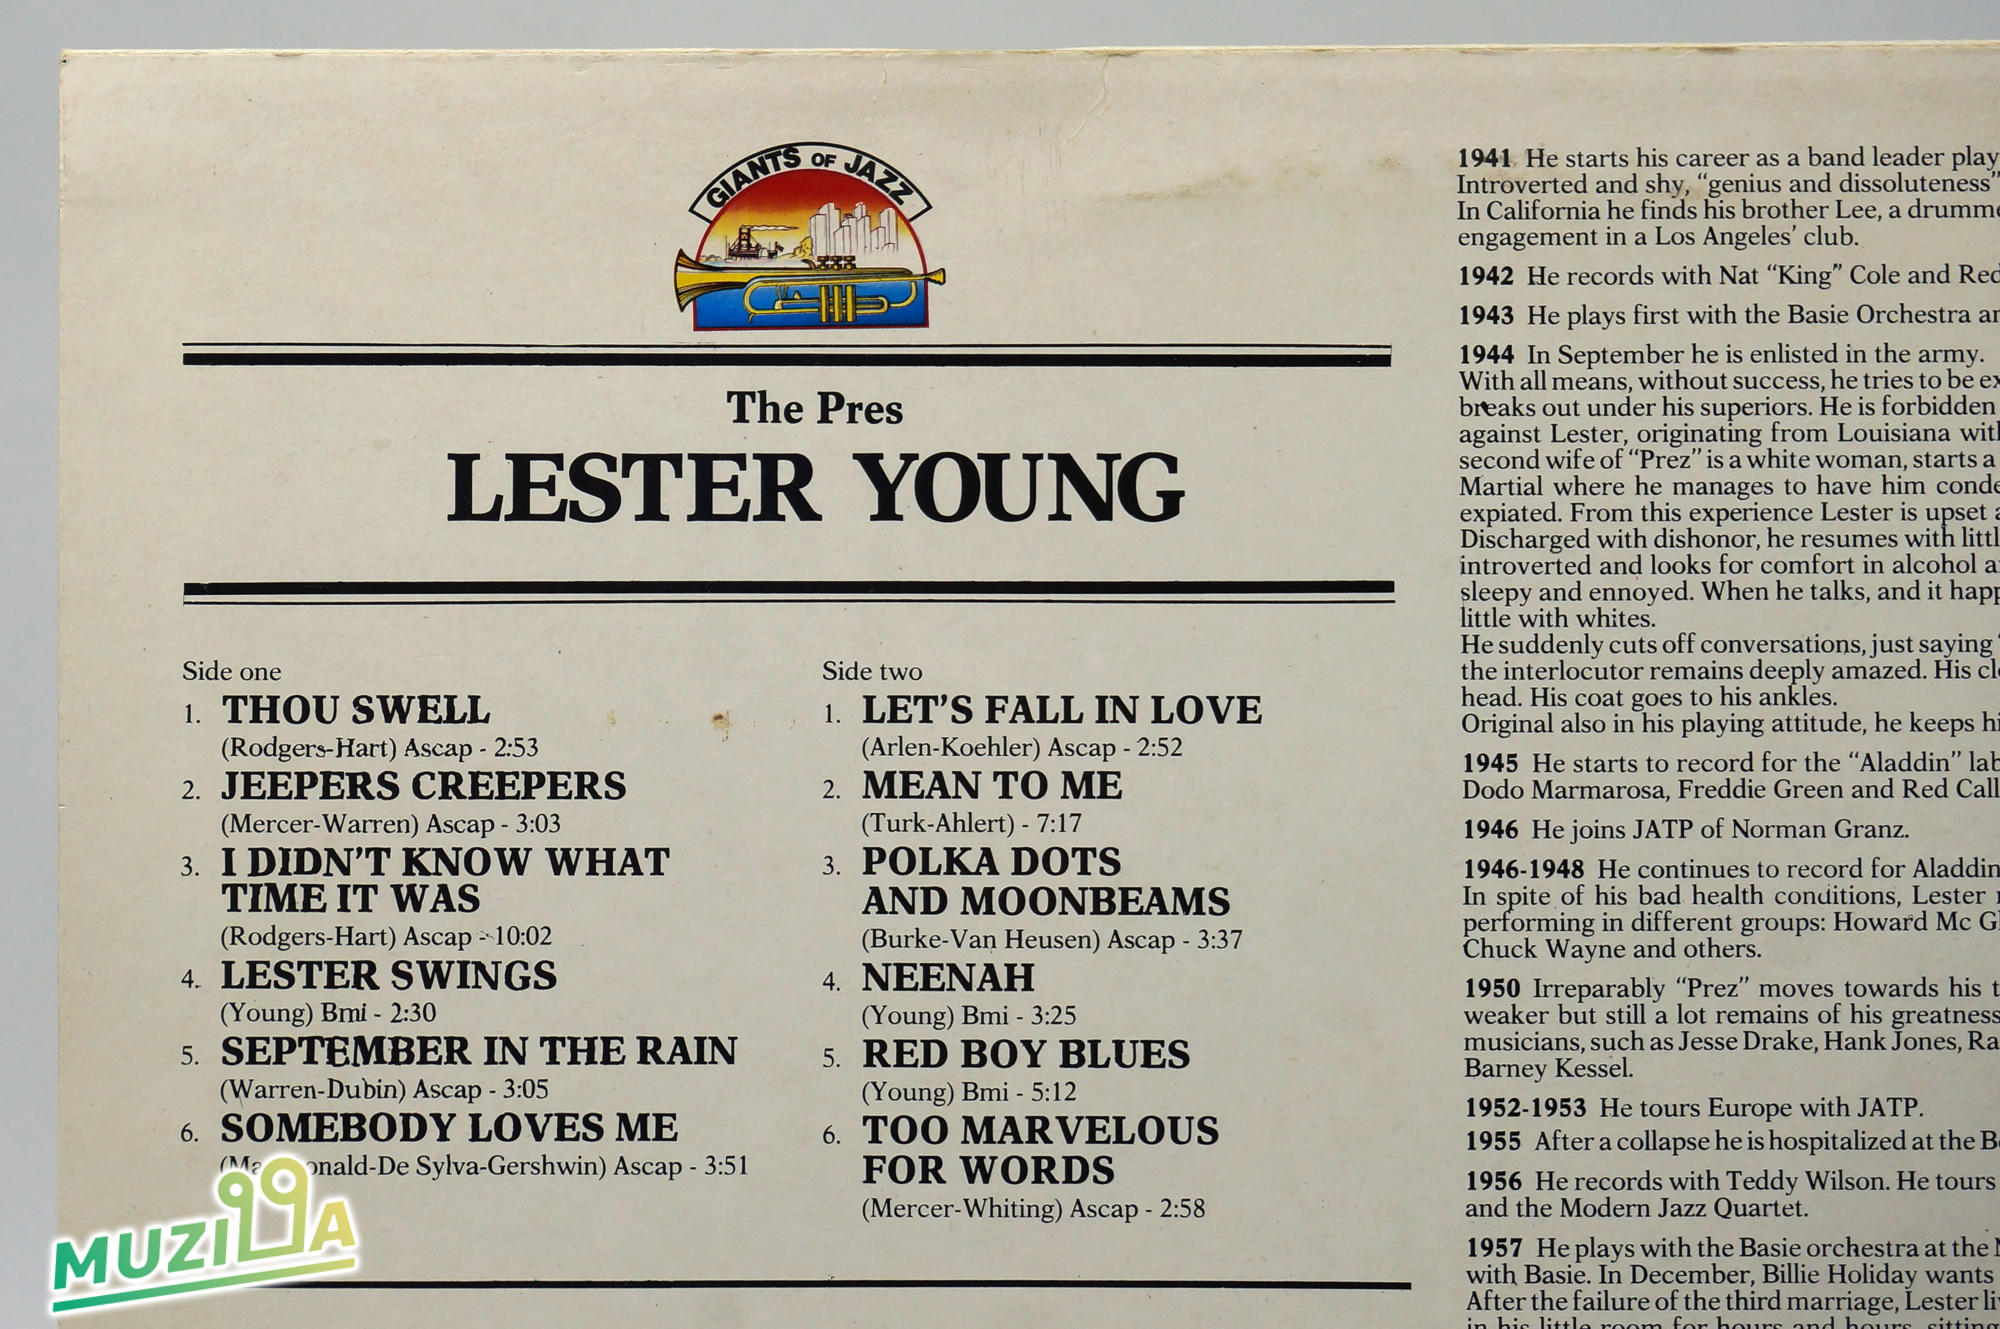 GIANTS OF JAZZ
The Pres
LESTER YOUNG
Side one
1. THOU SWELL
(Rodgers-Hart) Ascap - 2:53
2. JEEPERS CREEPERS
(Mercer-Warren) Ascap - 3:03
3. I DIDN'T KNOW WHAT
TIME IT WAS
(Rodgers-Hart) Ascap - 10:02
4. LESTER SWINGS
(Young) Bmi - 2:30
5. SEPTEMBER IN THE RAIN
(Warren-Dubin) Ascap - 3:05
6. SOMEBODY LOVES ME
onald-De Sylva-Gershwin) Ascap - 3:51
Side two
1. LET'S FALL IN LOVE
(Arlen-Koehler) Ascap - 2:52
2. MEAN TO ME
(Turk-Ahlert) - 7:17
3. POLKA DOTS
AND MOONBEAMS
(Burke-Van Heusen) Ascap - 3:37
4. NEENAH
(Young) Bmi - 3:25
5. RED BOY BLUES
(Young) Bmi - 5:12
6. TOO MARVELOUS
FOR WORDS
(Mercer-Whiting) Ascap - 2:58
1941 He starts his career as a band leader play
Introverted and shy, "genius and dissoluteness"
In California he finds his brother Lee, a drumme
engagement in a Los Angeles' club.
1942 He records with Nat "King" Cole and Red
1943 He plays first with the Basie Orchestra an
1944 In September he is enlisted in the army.
With all means, without success, he tries to be ex
breaks out under his superiors. He is forbidden
against Lester, originating from Louisiana with
second wife of "Prez" is a white woman, starts a
Martial where he manages to have him conde
expiated. From this experience Lester is upset a
Discharged with dishonor, he resumes with littl
introverted and looks for comfort in alcohol a
sleepy and ennoyed. When he talks, and it happ
little with whites.
He suddenly cuts off conversations, just saying "
the interlocutor remains deeply amazed. His cl
head. His coat goes to his ankles.
Original also in his playing attitude, he keeps hi
1945 He starts to record for the "Aladdin" lab
Dodo Marmarosa, Freddie Green and Red Call
1946 He joins JATP of Norman Granz.
1946-1948 He continues to record for Aladdin
In spite of his bad health conditions, Lester
performing in different groups: Howard Mc G
Chuck Wayne and others.
1950 Irreparably "Prez" moves towards his t
weaker but still a lot remains of his greatness
musicians, such as Jesse Drake, Hank Jones, Ra
Barney Kessel.
1952-1953 He tours Europe with JATP.
1955 After a collapse he is hospitalized at the B
1956 He records with Teddy Wilson. He tours
and the Modern Jazz Quartet.
1957 He plays with the Basie orchestra at the
with Basie. In December, Billie Holiday wants
After the failure of the third marriage, Lester li
in his little room for hours and hours, sitting
MUZILLA